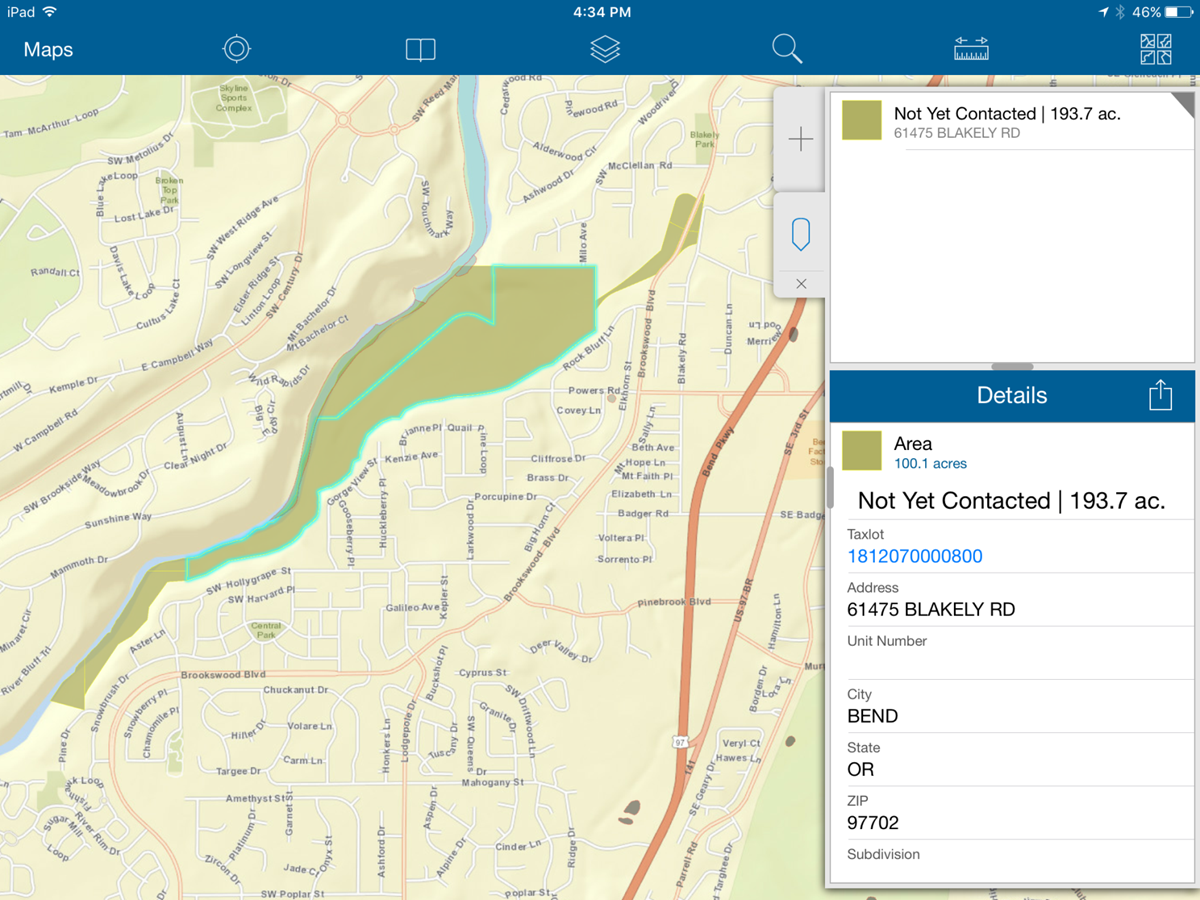 iPad
4:34 PM
46%
Maps
Skyline
Sports
Complex
Tam McArthur Loop
SW Metolius Dr
Blue Lake Loop
Broken
Top
Park
Lost Lake Dr
SW West Ridge Ave
SW Longview St
Elder Ridge St
Linton Loop
SW Century Dr
Davis Lake Loop
Cultus Lake Ct
Randall Ct
Mt Bachelor Dr
Mt Bachelor Ct
E Campbell Way
Kemple Dr
W Campbell Rd
Wild Rapids Dr
Big Eddy Cir
August Ln
Clear Night Dr
SW Brookside Way
Meadowbrook Dr
Sunshine Way
Mammoth Dr
Minaret Cir
River Bluff Trl
SW Reed Mar
SW Touchmark Way
Cedarwood Rd
Pinewood Rd
Woodriver
Alderwood Cir
Ashwood Dr
SW McClellan Rd
Blakely
Park
Milo Ave
Brookswood Blvd
Blakely Rd
Duncan Ln
Merri
Rock Bluff Ln
Elkhorn St
Powers Rd
Covey Ln
Sally Ln
Brianne Pl
Quail Pine Loop
Kenzie Ave
Cliffrose Dr
Brass Dr
Porcupine Dr
Beth Ave
Mt Hope Ln
Mt Faith Pl
Elizabeth Ln
Badger Rd
SE Badge
Voltera Pl
Sorrento Pl
Gorge View St
Gooseberry Pl
Huckleberry Pl
Larkwood Dr
Big Horn Ct
Brookswood Blvd
Bend Pkwy
SE 3rd St
US-97-BR
SW Hollygrape St
SW Harvard Pl
Galileo Ave
Kepler St
Pinebrook Blvd
Hamilton Ln
Central
Park
Aster Ln
Deer Valley Dr
Brookswood Blvd
Snowbrush Dr
Snowberry Pl
Chamomile Pl
Pine Dr
Chuckanut Dr
Hifler Dr
Volare Ln
Carm Ln
Targee Dr
Buckshot Pl
Lodgepole Dr
Honkers Ln
Cyprus St
SW Driftwood Ln
Granite Dr
SW Queens Dr
Tuscany Dr
Mahogany St
Borden Dr
Lora Ln
97
141
Veryl Ct
Hawes Ln
SE Geary Dr
k Loop
River Rim Dr
Sugar Mill Loop
Amethyst St
Garnet St
Platinum Dr
Zircon Dr
Jade C
Onyx St
SW Poplar St
Ashford Dr
Aspen Dr
Alpine Dr
Cinder Ln
Ridge Dr
Poplar St
Parrell Rd
Targhee Dr
Not Yet Contacted | 193.7 ac.
61475 BLAKELY RD
Details
Area
100.1 acres
Not Yet Contacted | 193.7 ac.
Taxlot
1812070000800
Address
61475 BLAKELY RD
Unit Number
City
BEND
State
OR
ZIP
97702
Subdivision